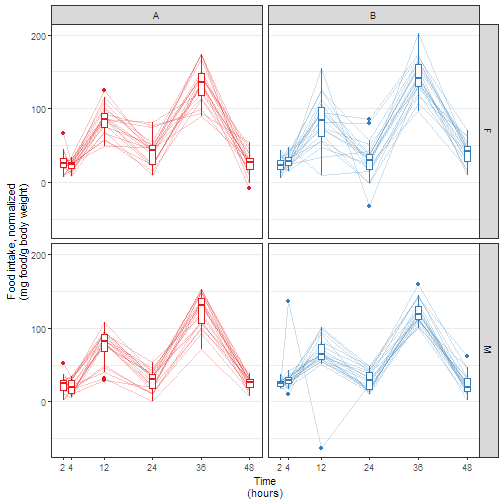 A
B
200
100
0
F
200
100
0
M
Food intake, normalized
(mg food/g body weight)
2 4 12 24 36 48
2 4 12 24 36 48
Time
(hours)